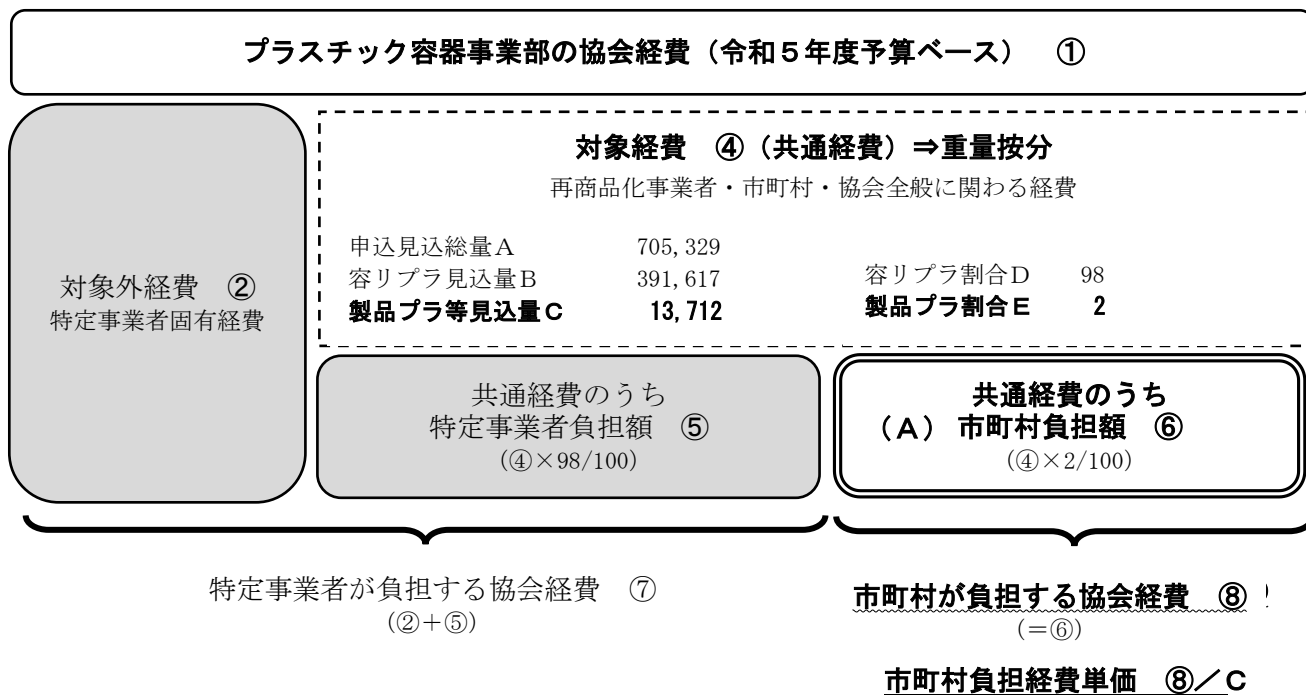 プラスチック容器事業部の協会経費（令和５年度予算ベース）　①
対象外経費　②
特定事業者固有経費
対象経費　④（共通経費）⇒重量按分
再商品化事業者・市町村・協会全般に関わる経費
申込見込総量Ａ　705,329
容リプラ見込量Ｂ　391,617
製品プラ等見込量Ｃ　13,712
容リプラ割合Ｄ　98
製品プラ割合Ｅ　2
共通経費のうち
特定事業者負担額　⑤
（④×98/100）
共通経費のうち
（Ａ）市町村負担額　⑥
（④×2/100）
特定事業者が負担する協会経費　⑦
（②＋⑤）
市町村が負担する協会経費　⑧
（＝⑥）
市町村負担経費単価　⑧／Ｃ